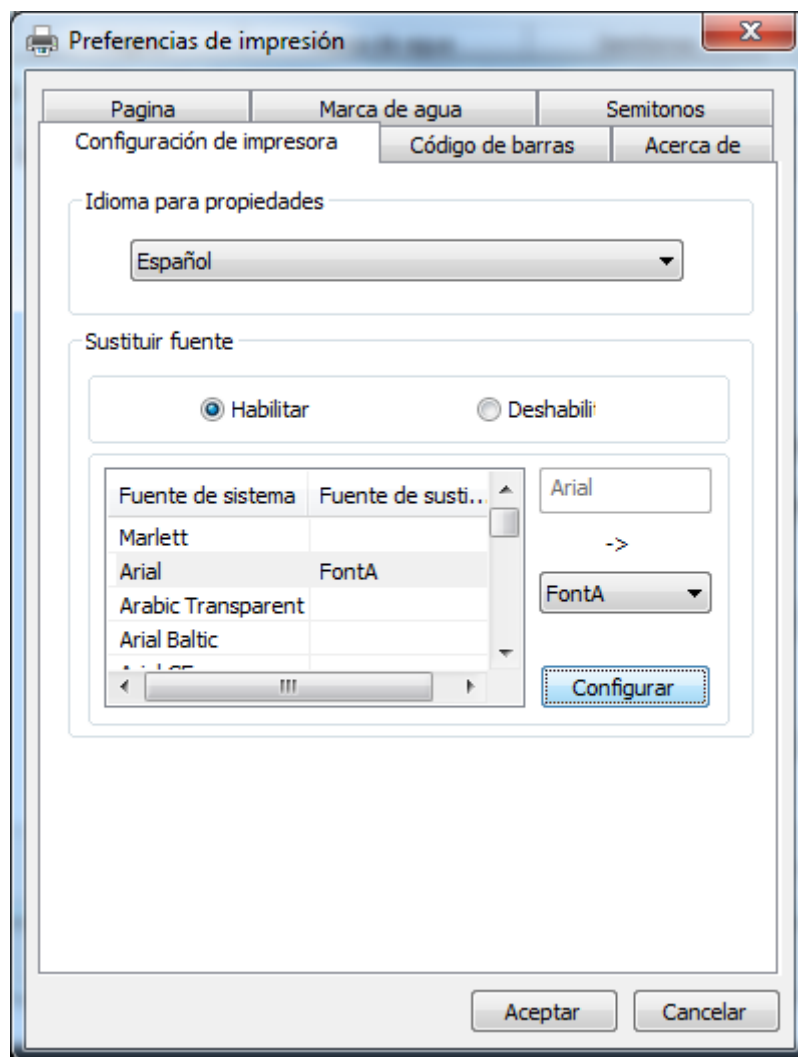 Preferencias de impresión
Pagina Marca de agua Semitonos
Configuración de impresora Código de barras Acerca de
Idioma para propiedades
Español
Sustituir fuente
Habilitar Deshabili
Fuente de sistema Fuente de susti... Arial
Marlett ->
Arial FontA
Arabic Transparent FontA
Arial Baltic
Configurar
Aceptar Cancelar